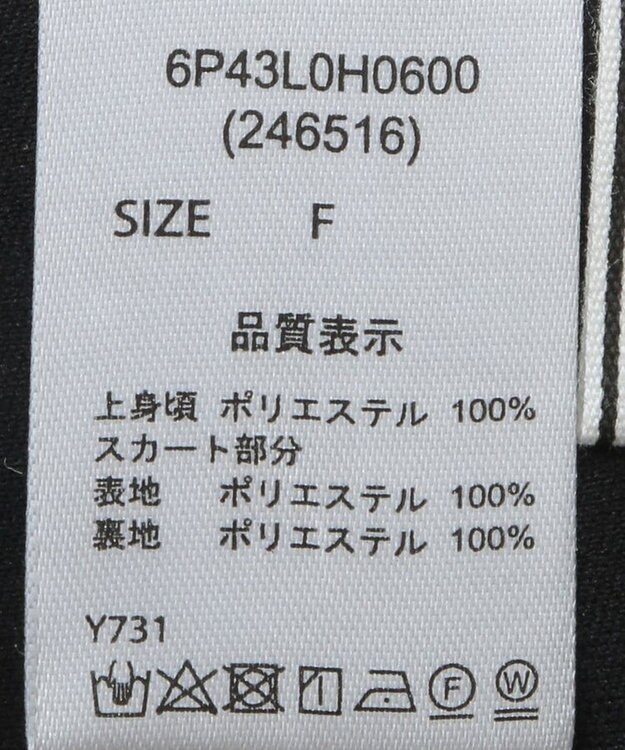 6P43L0H0600
(246516)
SIZE F
品質表示
上身頃 ポリエステル 100%
スカート部分
表地 ポリエステル 100%
裏地 ポリエステル 100%
Y731
F W